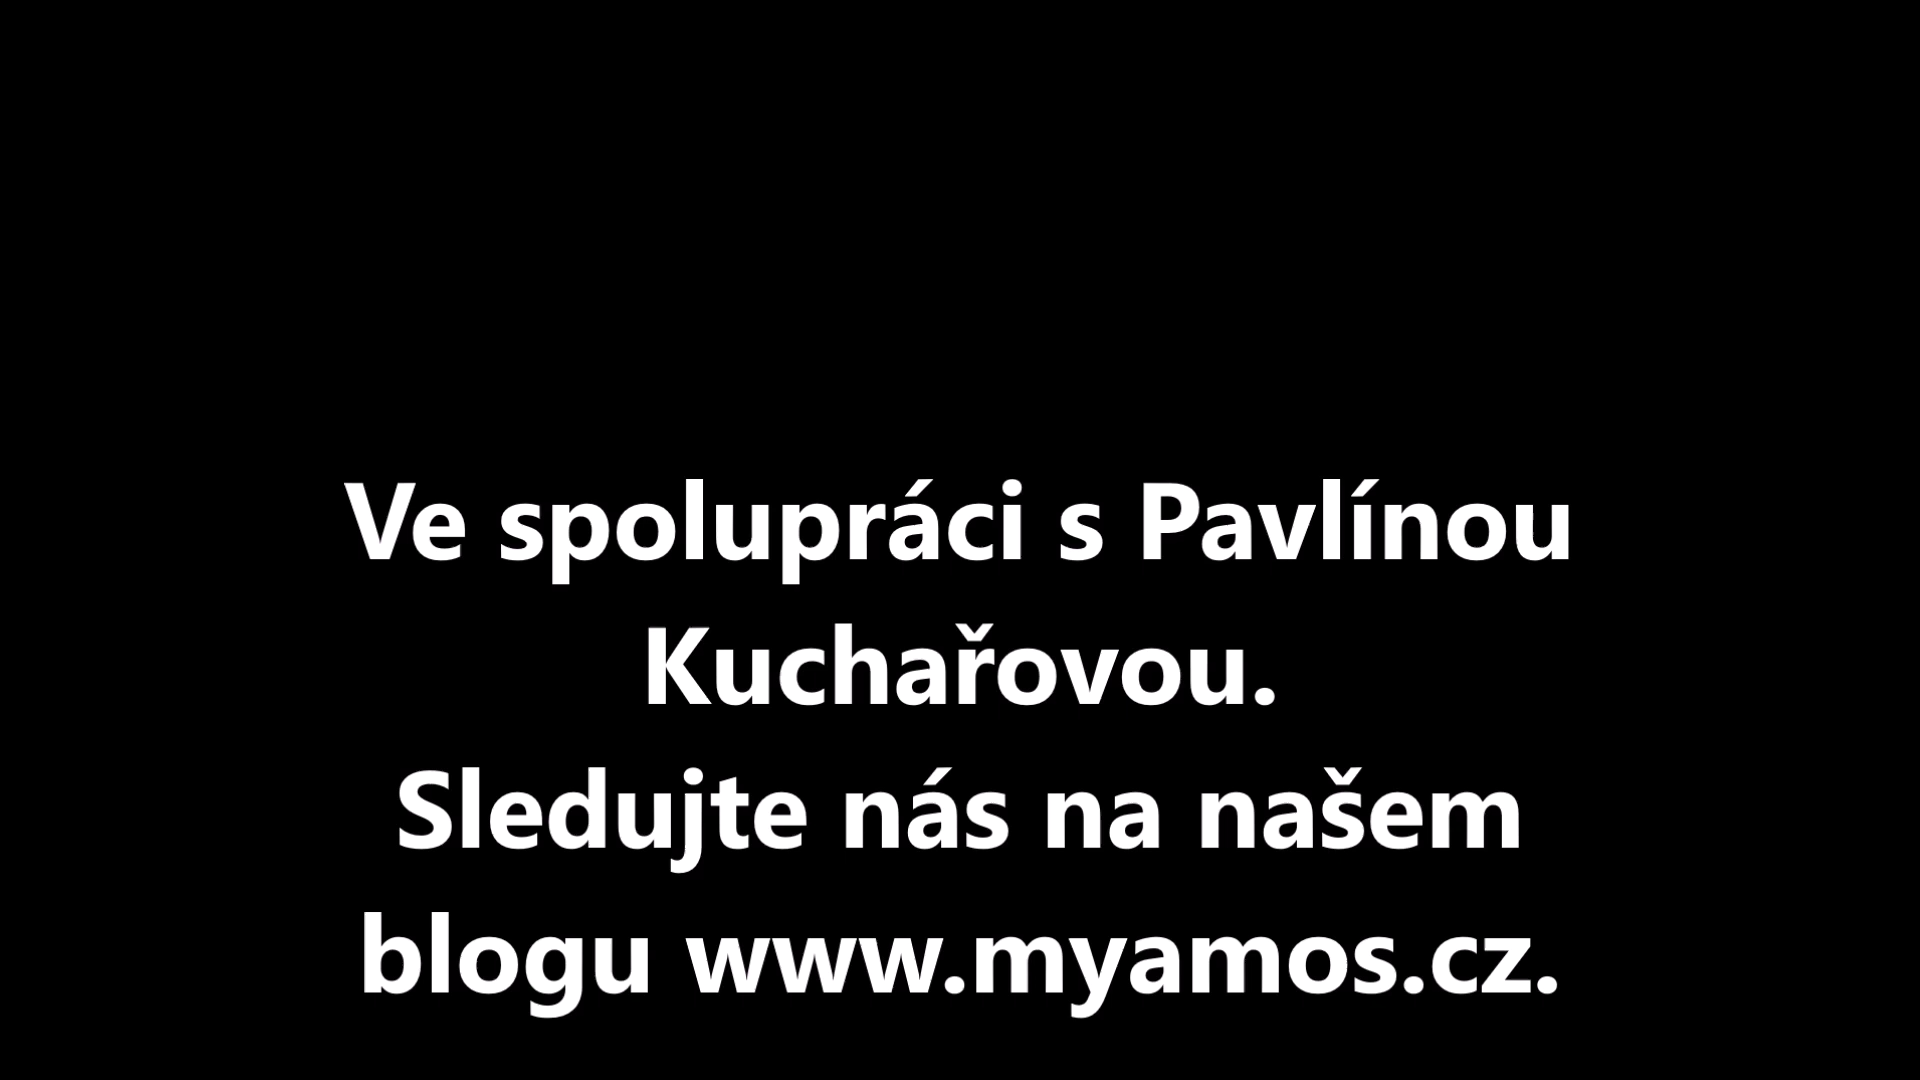 Ve spolupráci s Pavlínou
Kuchařovou.
Sledujte nás na našem
blogu www.myamos.cz.